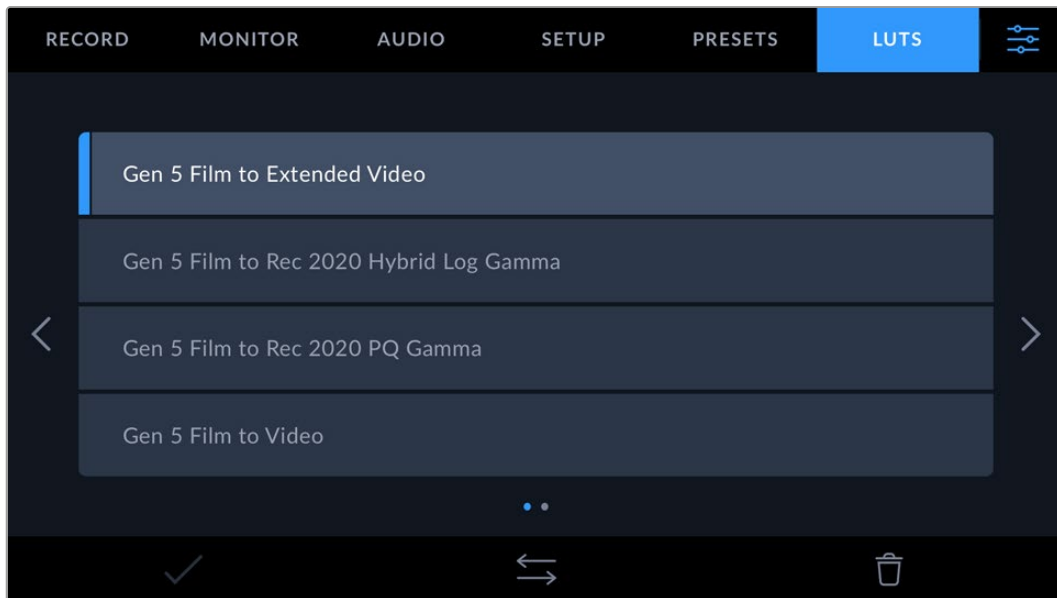 RECORD MONITOR AUDIO SETUP PRESETS LUTS
Gen 5 Film to Extended Video
Gen 5 Film to Rec 2020 Hybrid Log Gamma
Gen 5 Film to Rec 2020 PQ Gamma
Gen 5 Film to Video